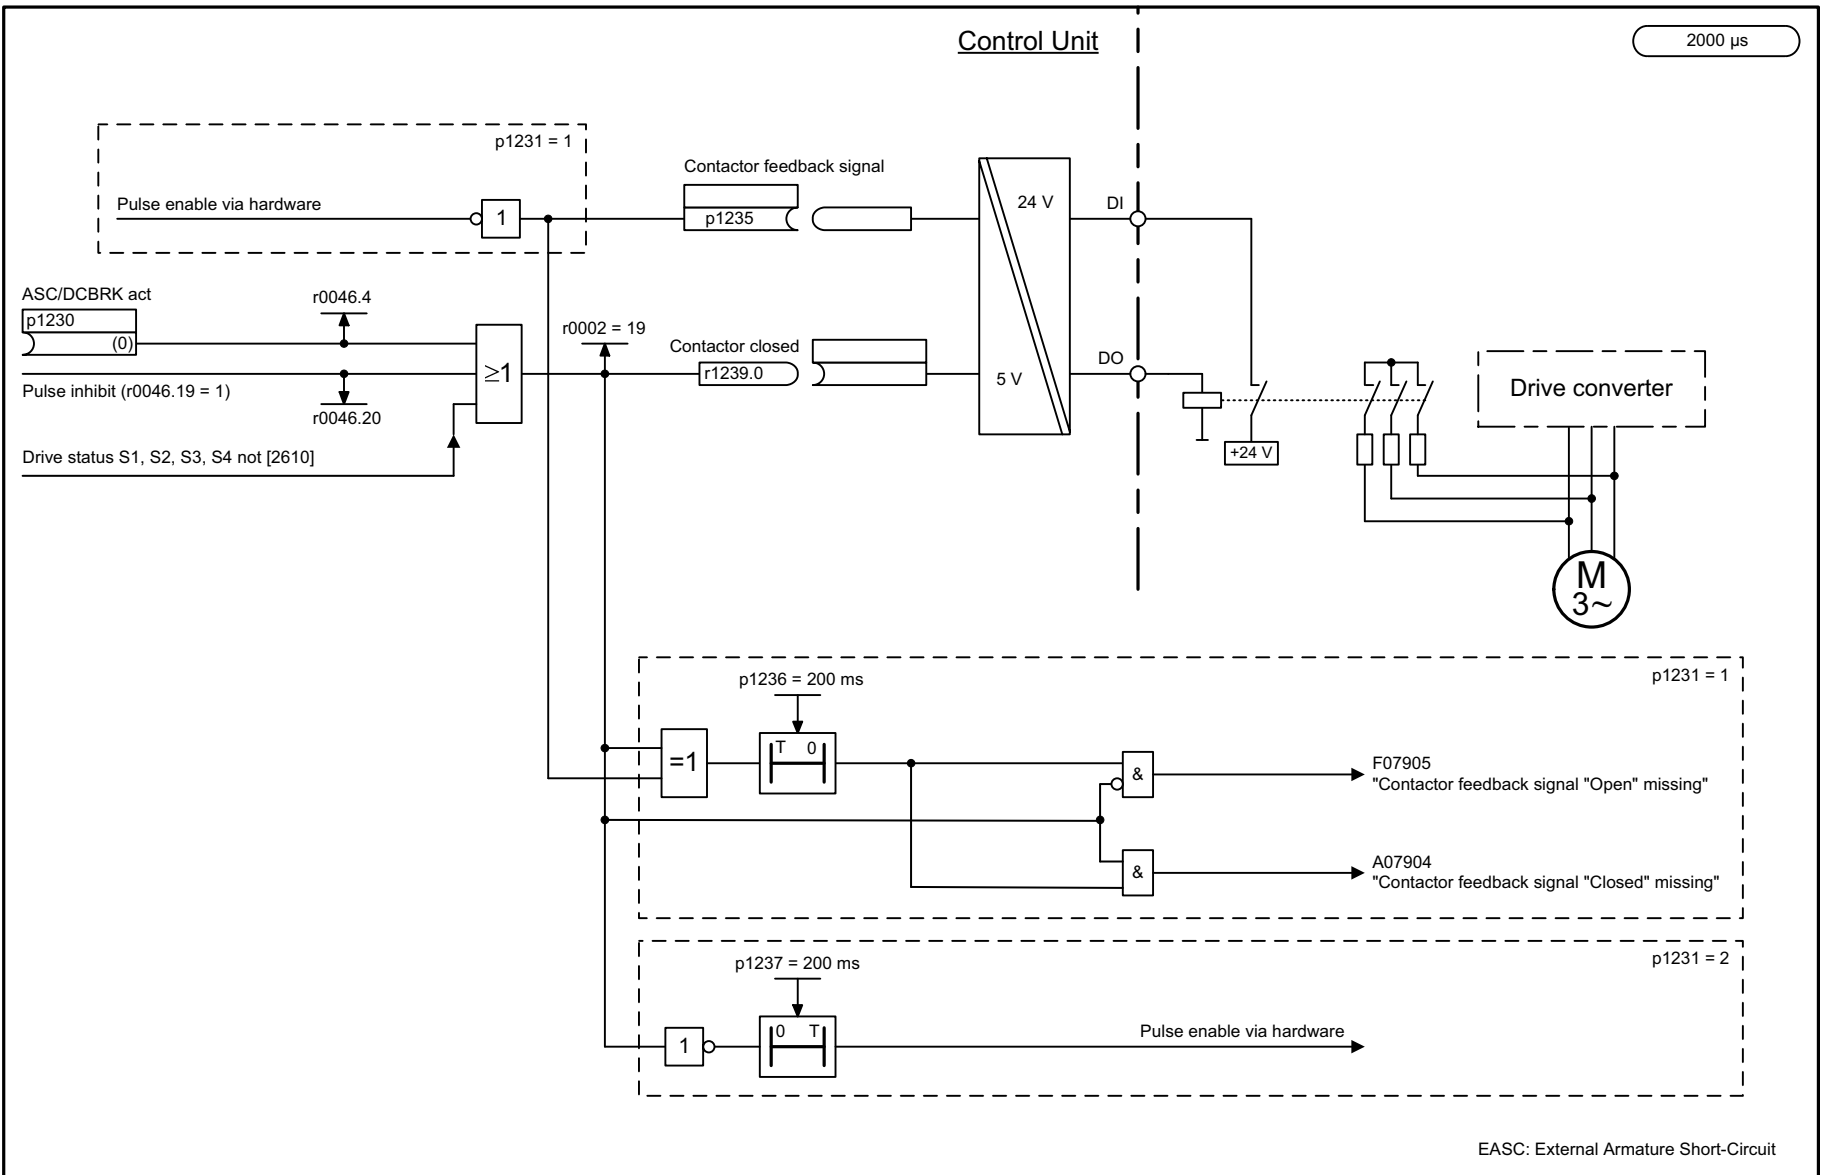 Control Unit
2000 µs
p1231 = 1
Pulse enable via hardware
1
Contactor feedback signal
p1235
24 V
5 V
DI
ASC/DCBRK act
p1230
(0)
r0046.4
Pulse inhibit (r0046.19 = 1)
r0046.20
Drive status S1, S2, S3, S4 not [2610]
≥1
r0002 = 19
Contactor closed
r1239.0
DO
+24 V
Drive converter
M
3~
p1231 = 1
p1236 = 200 ms
=1
T 0
&
F07905
"Contactor feedback signal "Open" missing"
&
A07904
"Contactor feedback signal "Closed" missing"
p1231 = 2
p1237 = 200 ms
1
0 T
Pulse enable via hardware
EASC: External Armature Short-Circuit